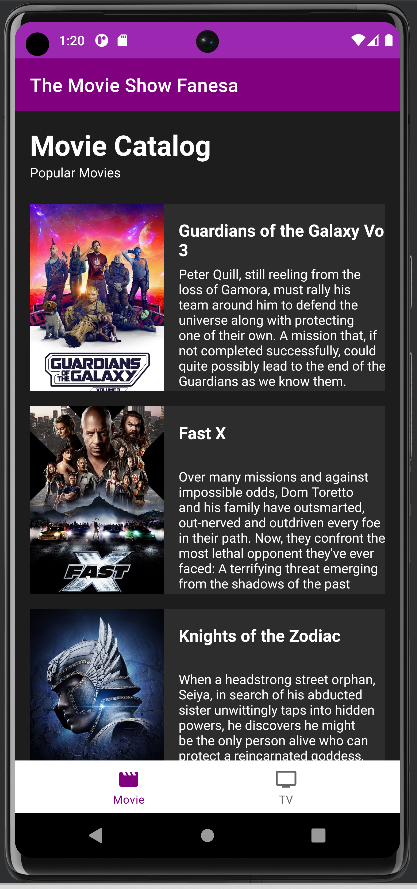 1:20
The Movie Show Fanesa
Movie Catalog
Popular Movies
GUARDIANS
OF THE GALAXY
Guardians of the Galaxy Vo
3
Peter Quill, still reeling from the
loss of Gamora, must rally his
team around him to defend the
universe along with protecting
one of their own. A mission that, if
not completed successfully, could
quite possibly lead to the end of the
Guardians as we know them.
FAST X
Fast X
Over many missions and against
impossible odds, Dom Toretto
and his family have outsmarted,
out-nerved and outdriven every foe
in their path. Now, they confront the
most lethal opponent they've ever
faced: A terrifying threat emerging
from the shadows of the past
Knights of the Zodiac
When a headstrong street orphan,
Seiya, in search of his abducted
sister unwittingly taps into hidden
powers, he discovers he might
be the only person alive who can
protect a reincarnated goddess,
Movie
TV